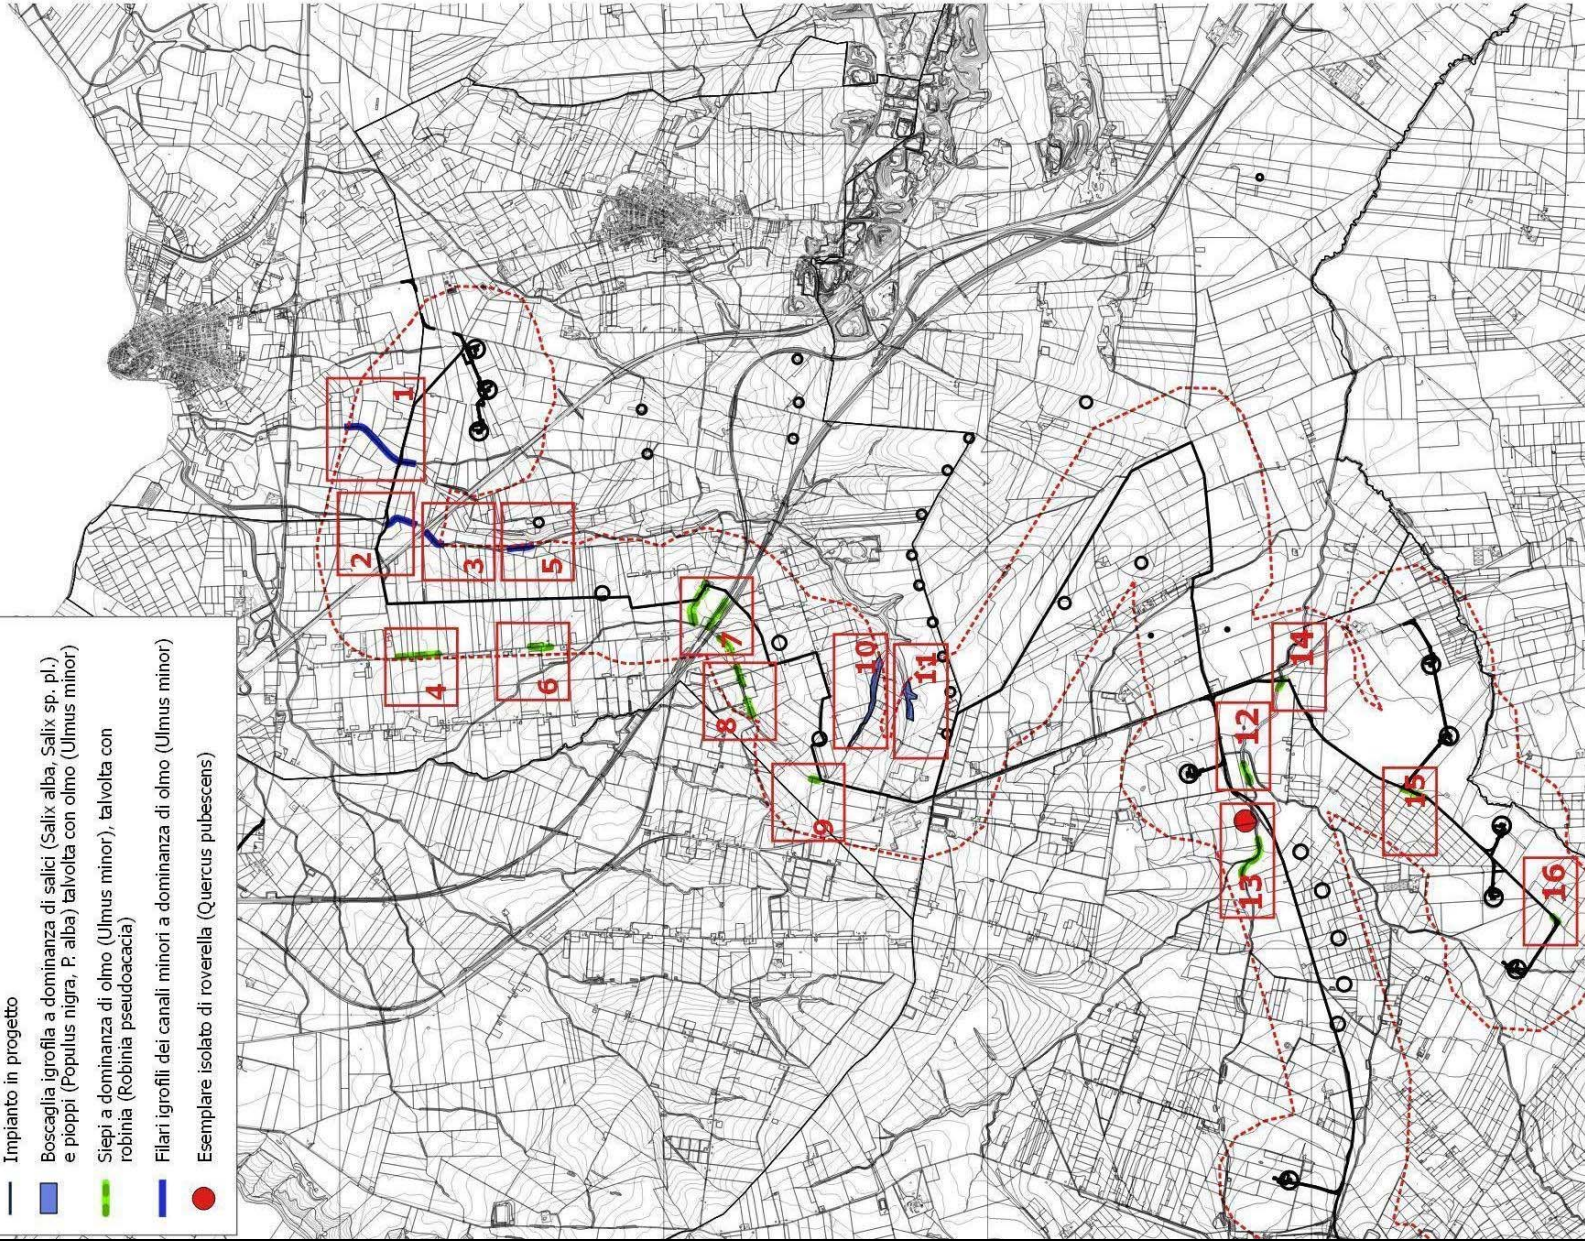 Impianto in progetto
Boscaglia igrofila a dominanza di salici (Salix alba, Salix sp. pl.)
e pioppi (Populus nigra, P. alba) talvolta con olmo (Ulmus minor)
Siepi a dominanza di olmo (Ulmus minor), talvolta con
robinia (Robinia pseudoacacia)
Filari igrofili dei canali minori a dominanza di olmo (Ulmus minor)
Esemplare isolato di roverella (Quercus pubescens)
1
2
3
4
5
6
7
8
9
10
11
12
13
14
15
16